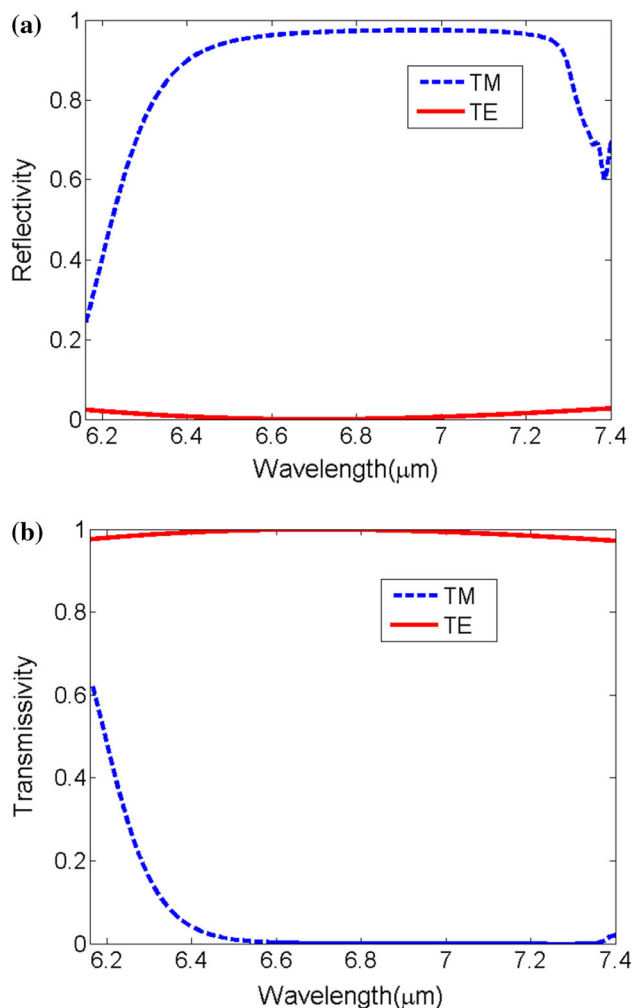 (a)
1
0.8
0.6
0.4
0.2
0
Reflectivity
TM
TE
6.2 6.4 6.6 6.8 7 7.2 7.4
Wavelength(μm)
(b)
1
0.8
0.6
0.4
0.2
0
Transmissivity
TM
TE
6.2 6.4 6.6 6.8 7 7.2 7.4
Wavelength(μm)